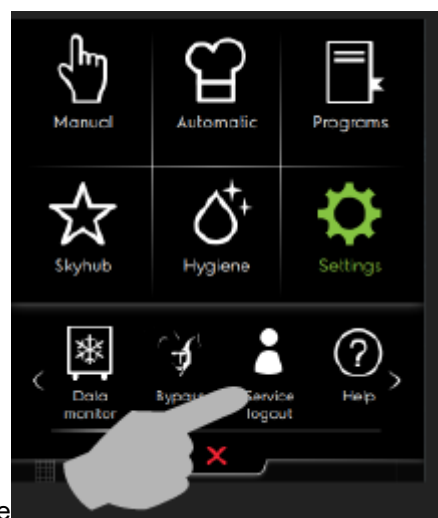 Manual Automatic Programs
Skyhub Hygiene Settings
Data Service Help
monitor logout
e